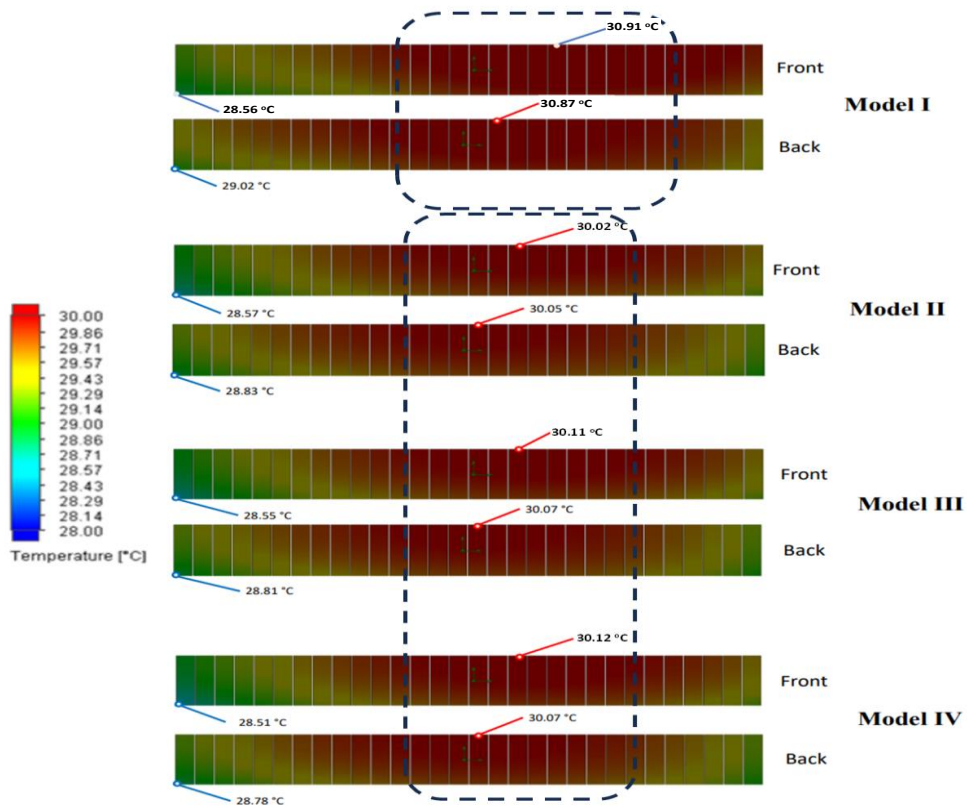 30.91 °C
Front
28.56 °C
30.87 °C
Model I
Back
29.02 °C
30.02 °C
Front
28.57 °C
30.05 °C
Model II
Back
28.83 °C
30.00
29.86
29.71
29.57
29.43
29.29
29.14
29.00
28.86
28.71
28.57
28.43
28.29
28.14
28.00
Temperature [°C]
30.11 °C
Front
28.55 °C
30.07 °C
Model III
Back
28.81 °C
30.12 °C
Front
28.51 °C
30.07 °C
Model IV
Back
28.78 °C